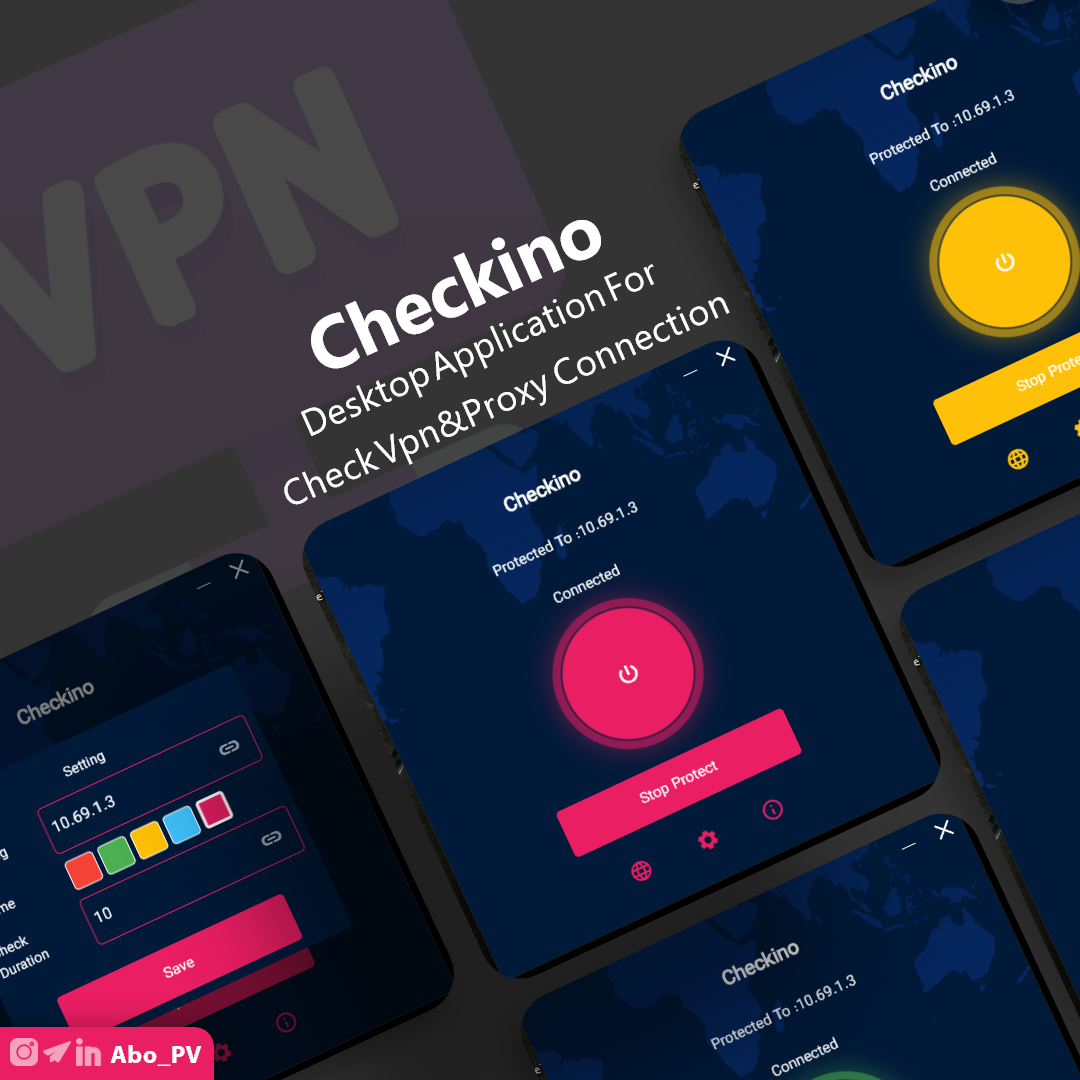 VPN
Checkino
Desktop Application For
Check Vpn&Proxy Connection
Checkino
Protected To :10.69.1.3
Connected
Stop Prote
Checkino
Protected To :10.69.1.3
Connected
Stop Protect
Checkino
Setting
10.69.1.3
10
heck
Duration
Save
Checkino
Protected To :10.69.1.3
Connected
Abo_PV